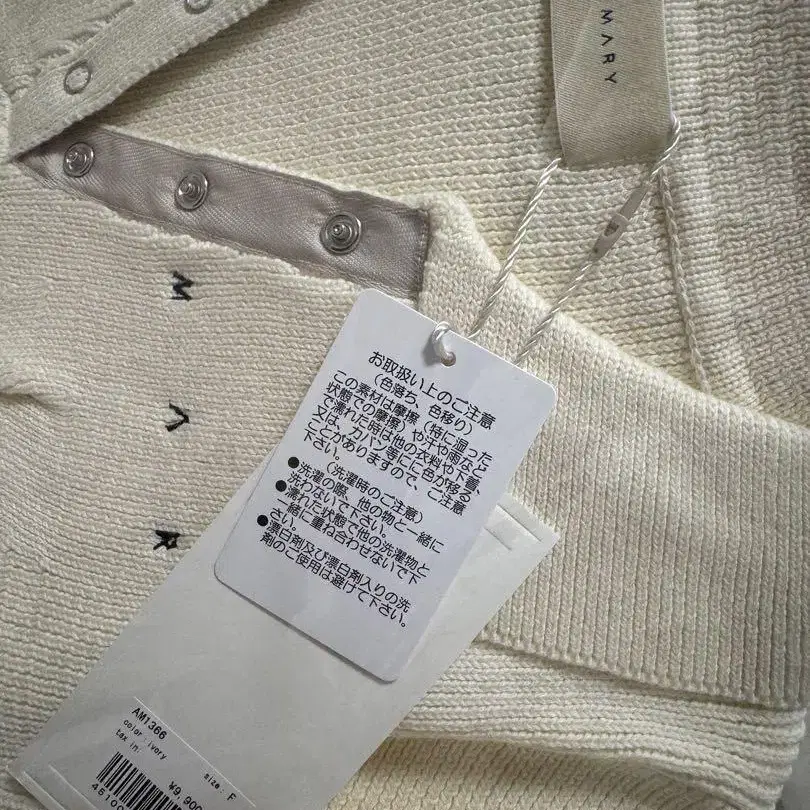 MARY
M
A
R
お取扱い上のご注意
（色落ち、色移り）
この素材は摩擦（特に湿った
状態での摩擦）や汗や雨など
で濡れた時は他の衣料や下着、
又は、カバン等にに色が移る
ことがありますので、ご注意
下さい。
（洗濯時のご注意）
●洗濯の際、他の物と一緒に
洗わないで下さい。
●濡れた状態で他の洗濯物と
一緒に重ね合わせないで下
さい。
●漂白剤及び漂白剤入りの洗
剤のご使用は避けて下さい。
AM1366
color : ivory
size: F
tax in:
¥9,900